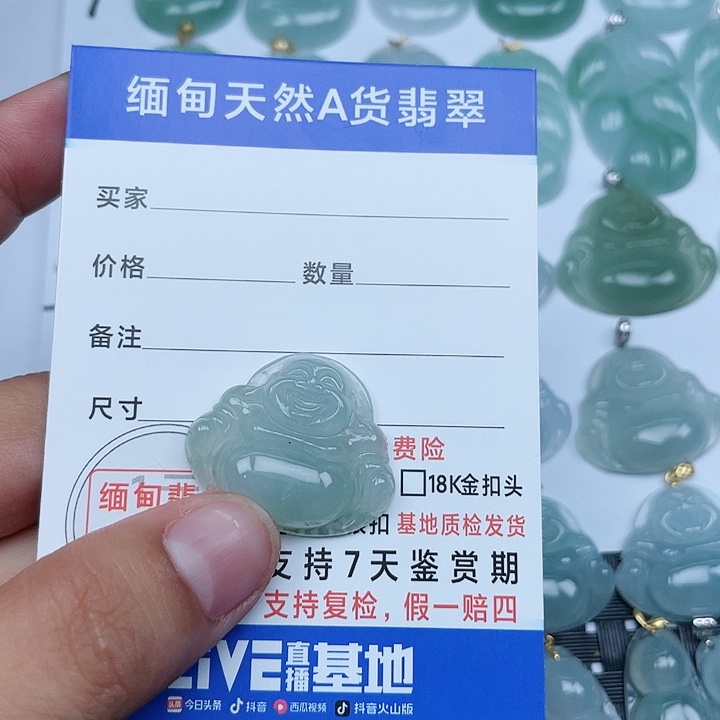 缅甸天然A货翡翠
买家
价格 数量
备注
尺寸
费险
缅甸翡
18K金扣头
扣 基地质检发货
支持7天鉴赏期
支持复检，假一赔四
LIVE直播基地
头条 今日头条 抖音 西瓜视频 抖音火山版